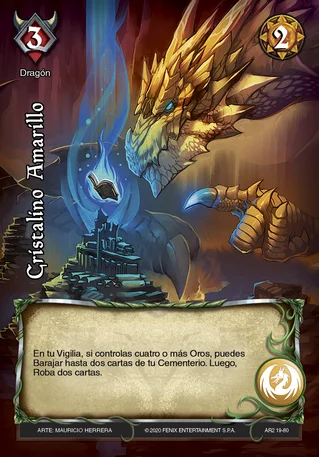 3
2
Dragón
Cristalino Amarillo
En tu Vigilia, si controlas cuatro o más Oros, puedes
Barajar hasta dos cartas de tu Cementerio. Luego,
Roba dos cartas.
ARTE: MAURICIO HERRERA
© 2020 FENIX ENTERTAINMENT S.P.A.
AR2 19-80